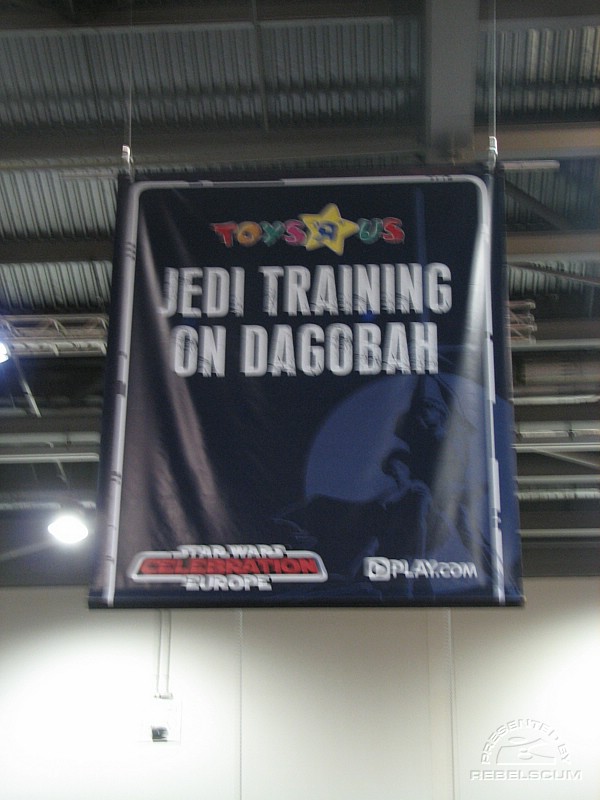 TOYS R US
JEDI TRAINING
ON DAGOBAH
STAR WARS
CELEBRATION
EUROPE
PLAY.COM
PRESENTED BY
REBELSCUM